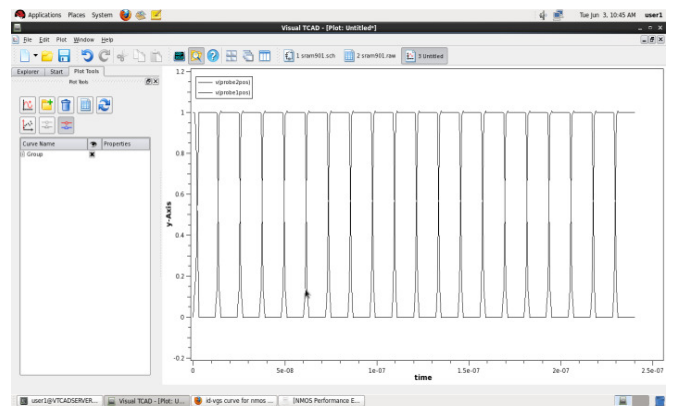 Applications Places System Tue Jun 3, 10:45 AM user1
Visual TCAD - [Plot: Untitled*]
File Edit Plot Window Help
1 sram901.sch 2 sram901.raw 3 Untitled
Explorer Start Plot Tools
Plot Tools
Curve Name Properties
Group
v(probe2pos)
v(probe1pos)
1.2
1
0.8
0.6
0.4
0.2
0
-0.2
y-Axis
0 5e-08 1e-07 1.5e-07 2e-07 2.5e-07
time
user1@VTCADSERVER... Visual TCAD - [Plot: U... id-vgs curve for nmos ... [NMOS Performance E...